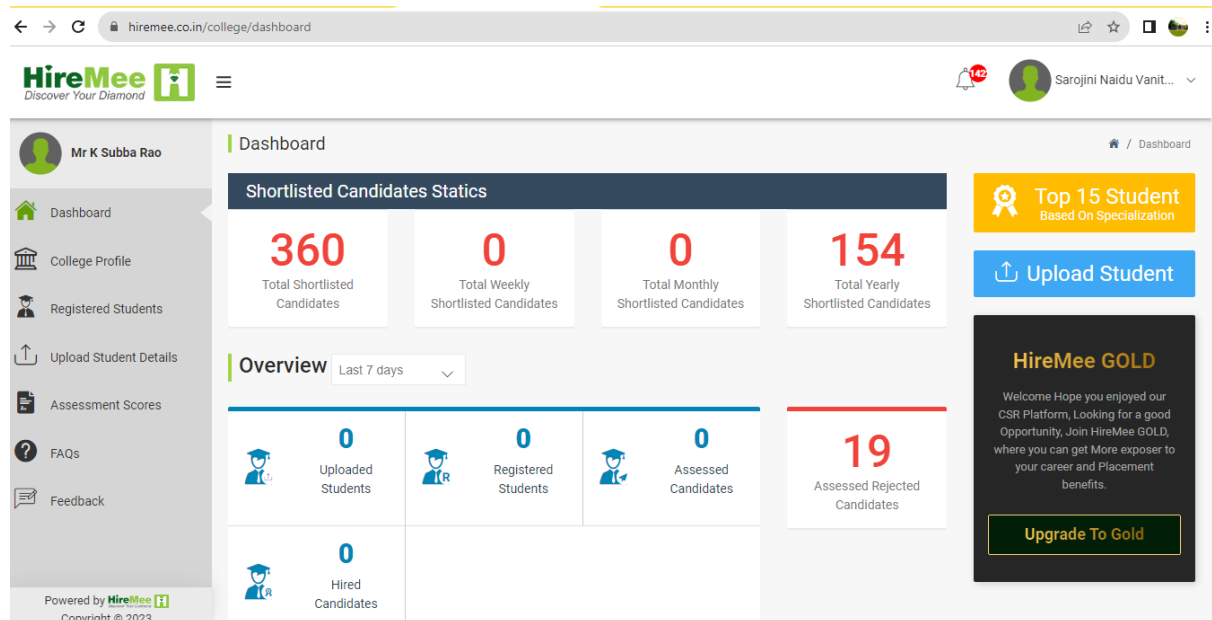 hiremee.co.in/college/dashboard
HireMee
Discover Your Diamond
142
Sarojini Naidu Vanit...
Mr K Subba Rao
Dashboard
College Profile
Registered Students
Upload Student Details
Assessment Scores
FAQs
Feedback
Powered by HireMee
Copyright © 2023
Dashboard
/ Dashboard
Shortlisted Candidates Statics
360
Total Shortlisted
Candidates
0
Total Weekly
Shortlisted Candidates
0
Total Monthly
Shortlisted Candidates
154
Total Yearly
Shortlisted Candidates
Overview
Last 7 days
0
Uploaded
Students
R
0
Registered
Students
0
Assessed
Candidates
0
Hired
Candidates
19
Assessed Rejected
Candidates
Top 15 Student
Based On Specialization
Upload Student
HireMee GOLD
Welcome Hope you enjoyed our
CSR Platform, Looking for a good
Opportunity, Join HireMee GOLD,
where you can get More exposer to
your career and Placement
benefits.
Upgrade To Gold